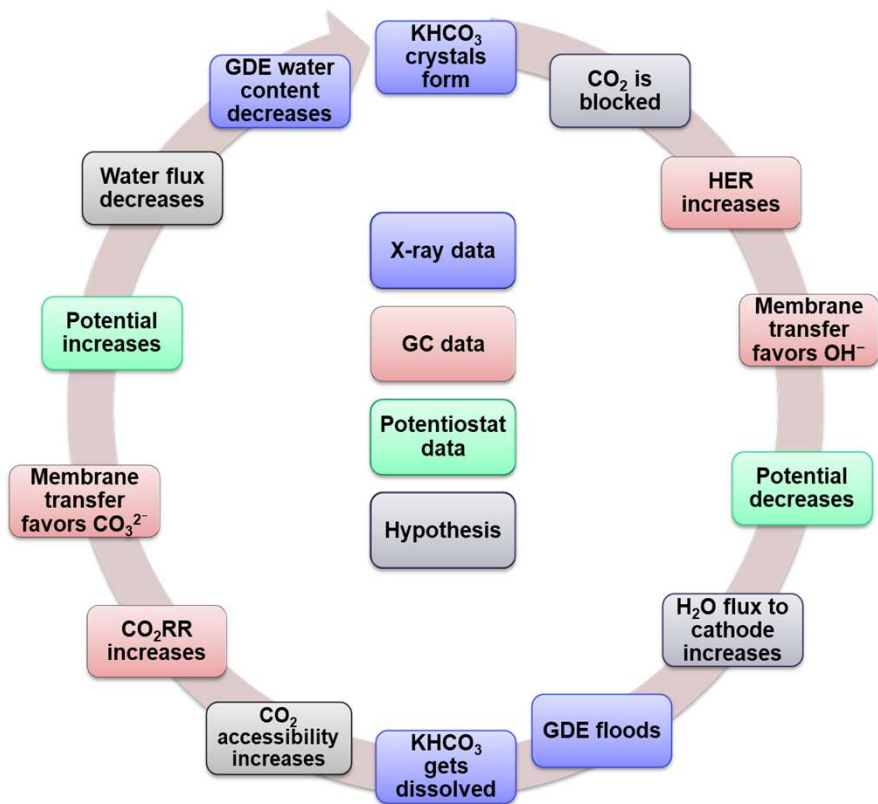 KHCO₃
crystals
form
CO₂ is
blocked
HER
increases
Membrane
transfer
favors OH⁻
Potential
decreases
H₂O flux to
cathode
increases
GDE floods
KHCO₃
gets
dissolved
CO₂
accessibility
increases
CO₂RR
increases
Membrane
transfer
favors CO₃²⁻
Potential
increases
Water flux
decreases
GDE water
content
decreases
X-ray data
GC data
Potentiostat
data
Hypothesis